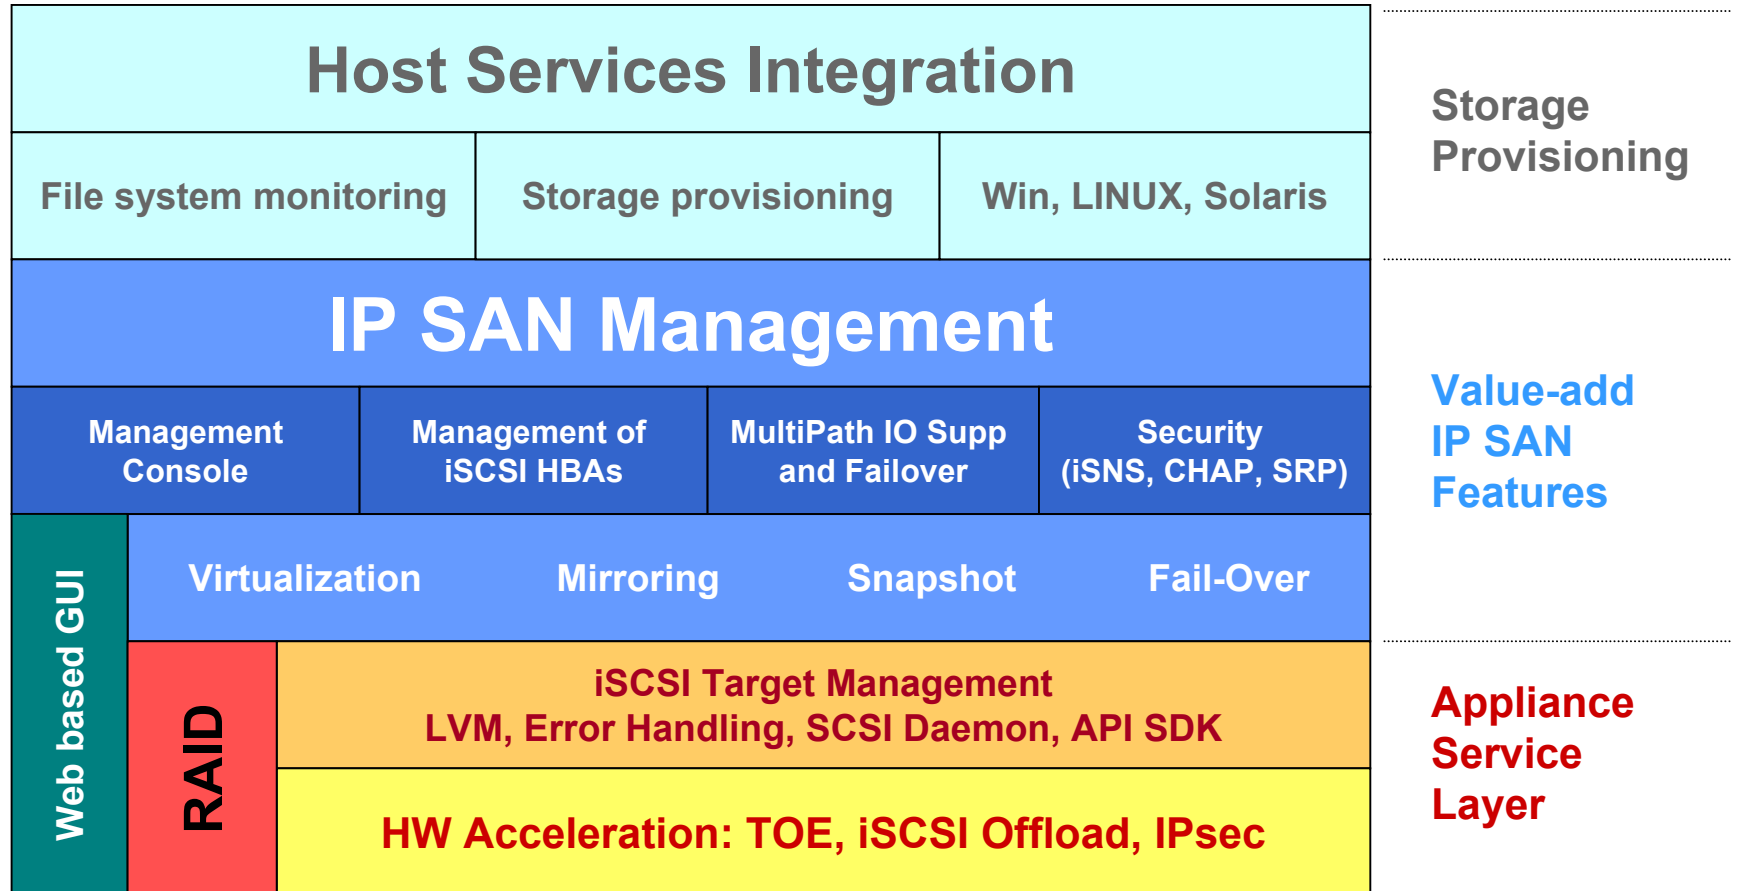 Host Services Integration
File system monitoring
Storage provisioning
Win, LINUX, Solaris
Storage
Provisioning
IP SAN Management
Management
Console
Management of
iSCSI HBAs
MultiPath IO Supp
and Failover
Security
(iSNS, CHAP, SRP)
Value-add
IP SAN
Features
Web based GUI
Virtualization
Mirroring
Snapshot
Fail-Over
RAID
iSCSI Target Management
LVM, Error Handling, SCSI Daemon, API SDK
HW Acceleration: TOE, iSCSI Offload, IPsec
Appliance
Service
Layer